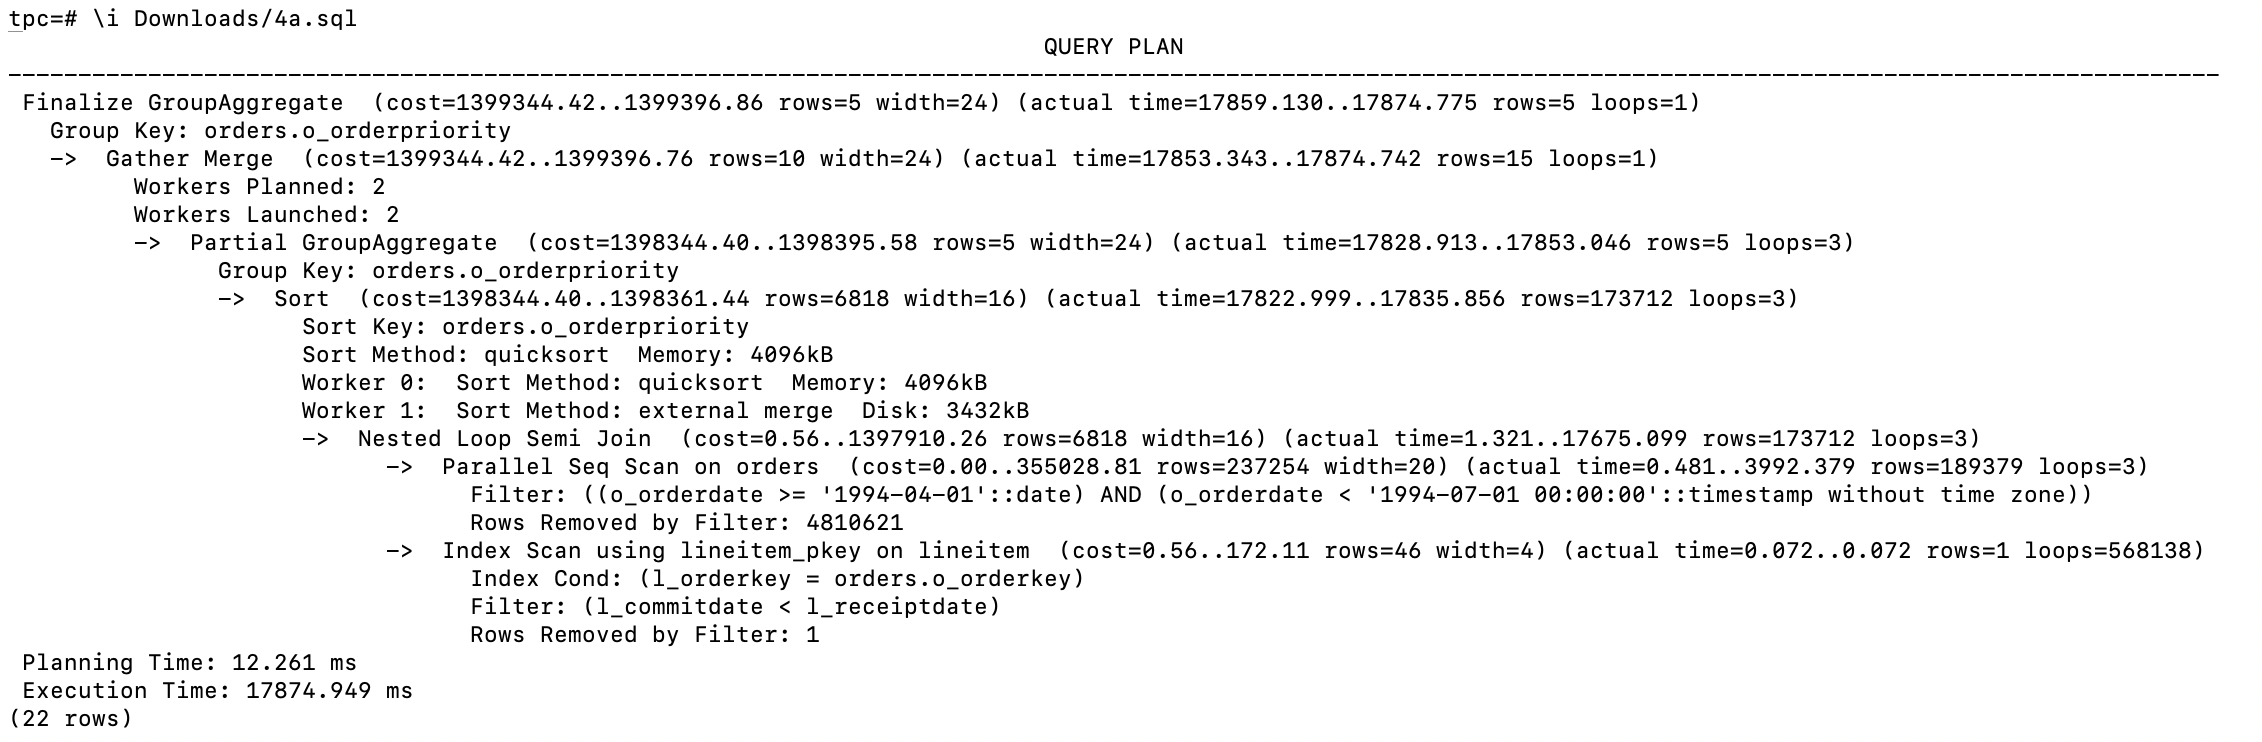 tpc=# \i Downloads/4a.sql
QUERY PLAN
--------------------------------------------------------------------------------------------------------------------------------------------------------------
Finalize GroupAggregate  (cost=1399344.42..1399396.86 rows=5 width=24) (actual time=17859.130..17874.775 rows=5 loops=1)
Group Key: orders.o_orderpriority
->  Gather Merge  (cost=1399344.42..1399396.76 rows=10 width=24) (actual time=17853.343..17874.742 rows=15 loops=1)
Workers Planned: 2
Workers Launched: 2
->  Partial GroupAggregate  (cost=1398344.40..1398395.58 rows=5 width=24) (actual time=17828.913..17853.046 rows=5 loops=3)
Group Key: orders.o_orderpriority
->  Sort  (cost=1398344.40..1398361.44 rows=6818 width=16) (actual time=17822.999..17835.856 rows=173712 loops=3)
Sort Key: orders.o_orderpriority
Sort Method: quicksort  Memory: 4096kB
Worker 0:  Sort Method: quicksort  Memory: 4096kB
Worker 1:  Sort Method: external merge  Disk: 3432kB
->  Nested Loop Semi Join  (cost=0.56..1397910.26 rows=6818 width=16) (actual time=1.321..17675.099 rows=173712 loops=3)
->  Parallel Seq Scan on orders  (cost=0.00..355028.81 rows=237254 width=20) (actual time=0.481..3992.379 rows=189379 loops=3)
Filter: ((o_orderdate >= '1994-04-01'::date) AND (o_orderdate < '1994-07-01 00:00:00'::timestamp without time zone))
Rows Removed by Filter: 4810621
->  Index Scan using lineitem_pkey on lineitem  (cost=0.56..172.11 rows=46 width=4) (actual time=0.072..0.072 rows=1 loops=568138)
Index Cond: (l_orderkey = orders.o_orderkey)
Filter: (l_commitdate < l_receiptdate)
Rows Removed by Filter: 1
Planning Time: 12.261 ms
Execution Time: 17874.949 ms
(22 rows)